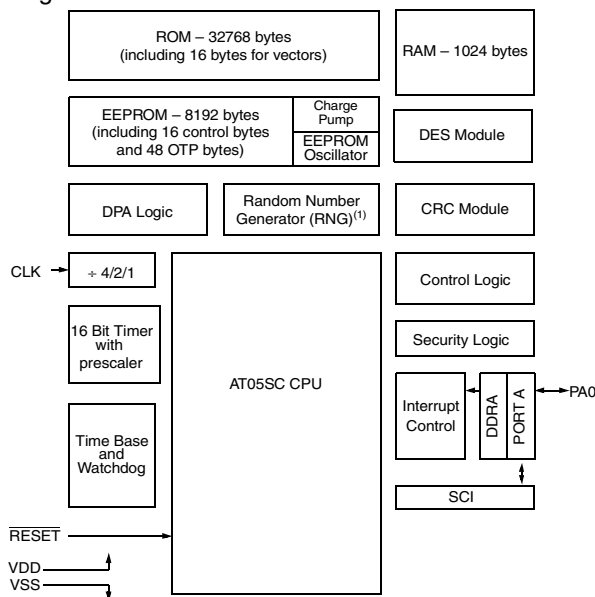 ROM – 32768 bytes
(including 16 bytes for vectors)
RAM – 1024 bytes
EEPROM – 8192 bytes
(including 16 control bytes
and 48 OTP bytes)
Charge
Pump
EEPROM
Oscillator
DES Module
DPA Logic
Random Number
Generator (RNG)(1)
CRC Module
CLK
÷ 4/2/1
Control Logic
16 Bit Timer
with
prescaler
Security Logic
AT05SC CPU
Interrupt
Control
DDRA
PORT A
PA0
Time Base
and
Watchdog
SCI
RESET
VDD
VSS